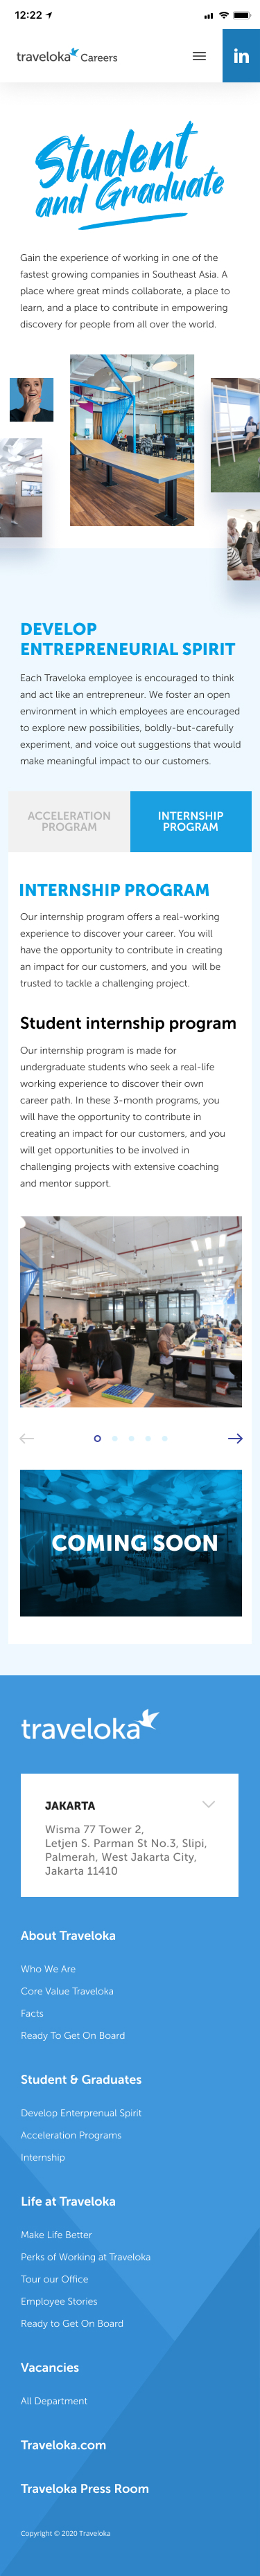 12:22
traveloka Careers
in
Student
and Graduate
Gain the experience of working in one of the
fastest growing companies in Southeast Asia. A
place where great minds collaborate, a place to
learn, and a place to contribute in empowering
discovery for people from all over the world.
DEVELOP
ENTREPRENEURIAL SPIRIT
Each Traveloka employee is encouraged to think
and act like an entrepreneur. We foster an open
environment in which employees are encouraged
to explore new possibilities, boldly-but-carefully
experiment, and voice out suggestions that would
make meaningful impact to our customers.
ACCELERATION
PROGRAM
INTERNSHIP
PROGRAM
INTERNSHIP PROGRAM
Our internship program offers a real-working
experience to discover your career. You will
have the opportunity to contribute in creating
an impact for our customers, and you will be
trusted to tackle a challenging project.
Student internship program
Our internship program is made for
undergraduate students who seek a real-life
working experience to discover their own
career path. In these 3-month programs, you
will have the opportunity to contribute in
creating an impact for our customers, and you
will get opportunities to be involved in
challenging projects with extensive coaching
and mentor support.
COMING SOON
traveloka
JAKARTA
Wisma 77 Tower 2,
Letjen S. Parman St No.3, Slipi,
Palmerah, West Jakarta City,
Jakarta 11410
About Traveloka
Who We Are
Core Value Traveloka
Facts
Ready To Get On Board
Student & Graduates
Develop Enterprenual Spirit
Acceleration Programs
Internship
Life at Traveloka
Make Life Better
Perks of Working at Traveloka
Tour our Office
Employee Stories
Ready to Get On Board
Vacancies
All Department
Traveloka.com
Traveloka Press Room
Copyright © 2020 Traveloka